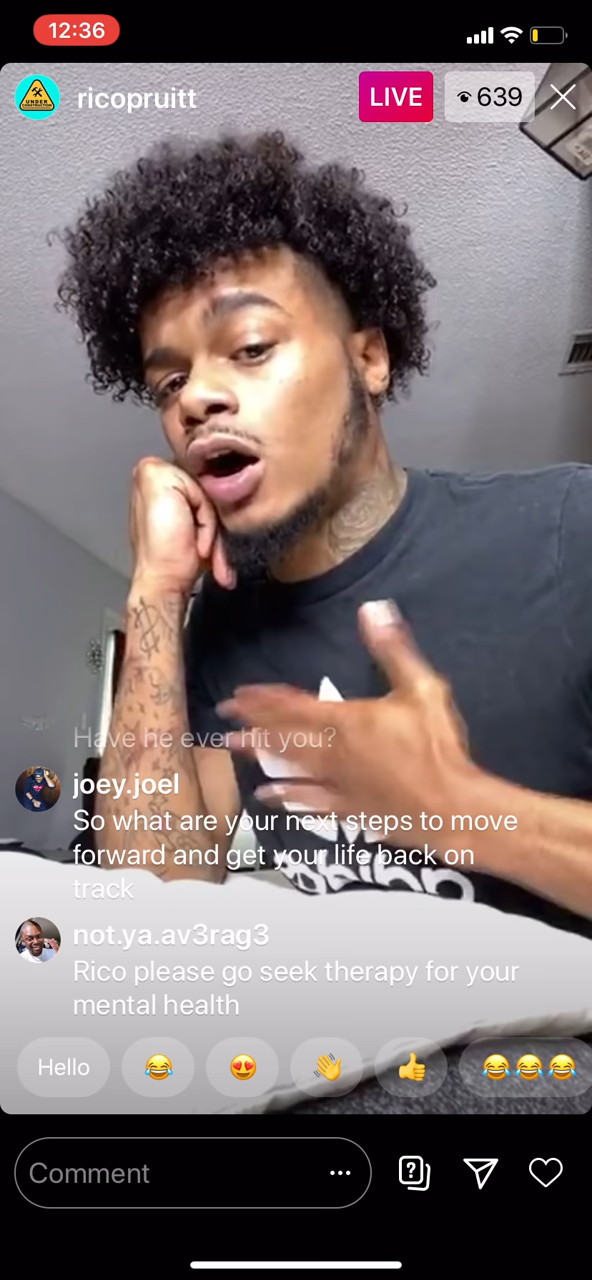 12:36
UNDER
CONSTRUCTION
ricopruitt
LIVE
639
Have he ever hit you?
joey.joel
So what are your next steps to move
forward and get your life back on
track
not.ya.av3rag3
Rico please go seek therapy for your
mental health
Hello
Comment